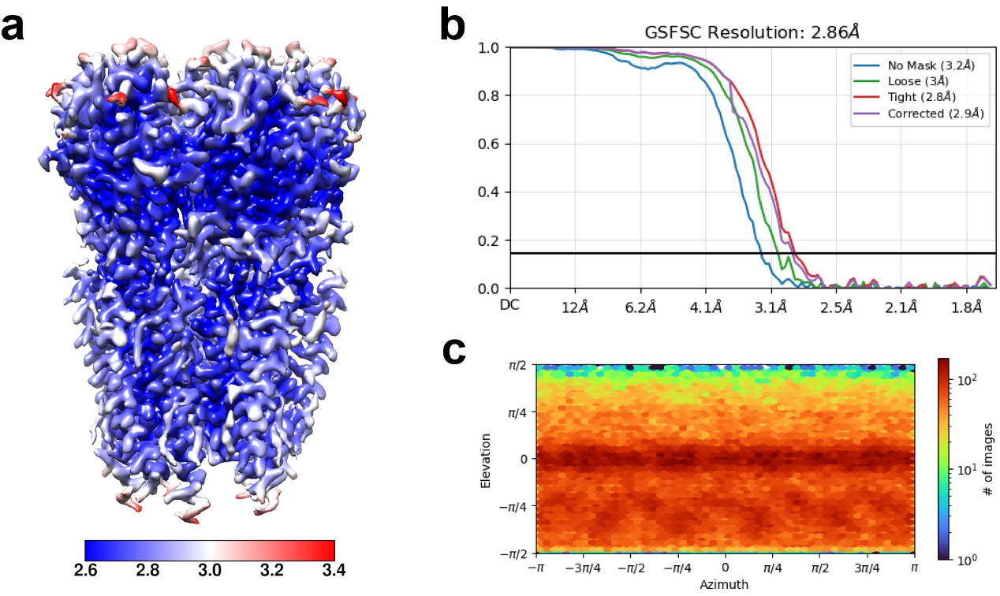 a
2.6 2.8 3.0 3.2 3.4
b
GSFSC Resolution: 2.86Å
1.0
0.8
0.6
0.4
0.2
0.0
No Mask (3.2Å)
Loose (3Å)
Tight (2.8Å)
Corrected (2.9Å)
DC 12Å 6.2Å 4.1Å 3.1Å 2.5Å 2.1Å 1.8Å
c
Elevation
π/2
π/4
0
−π/4
−π/2
−π −3π/4 −π/2 −π/4 0 π/4 π/2 3π/4 π
Azimuth
10²
10¹
10⁰
# of images